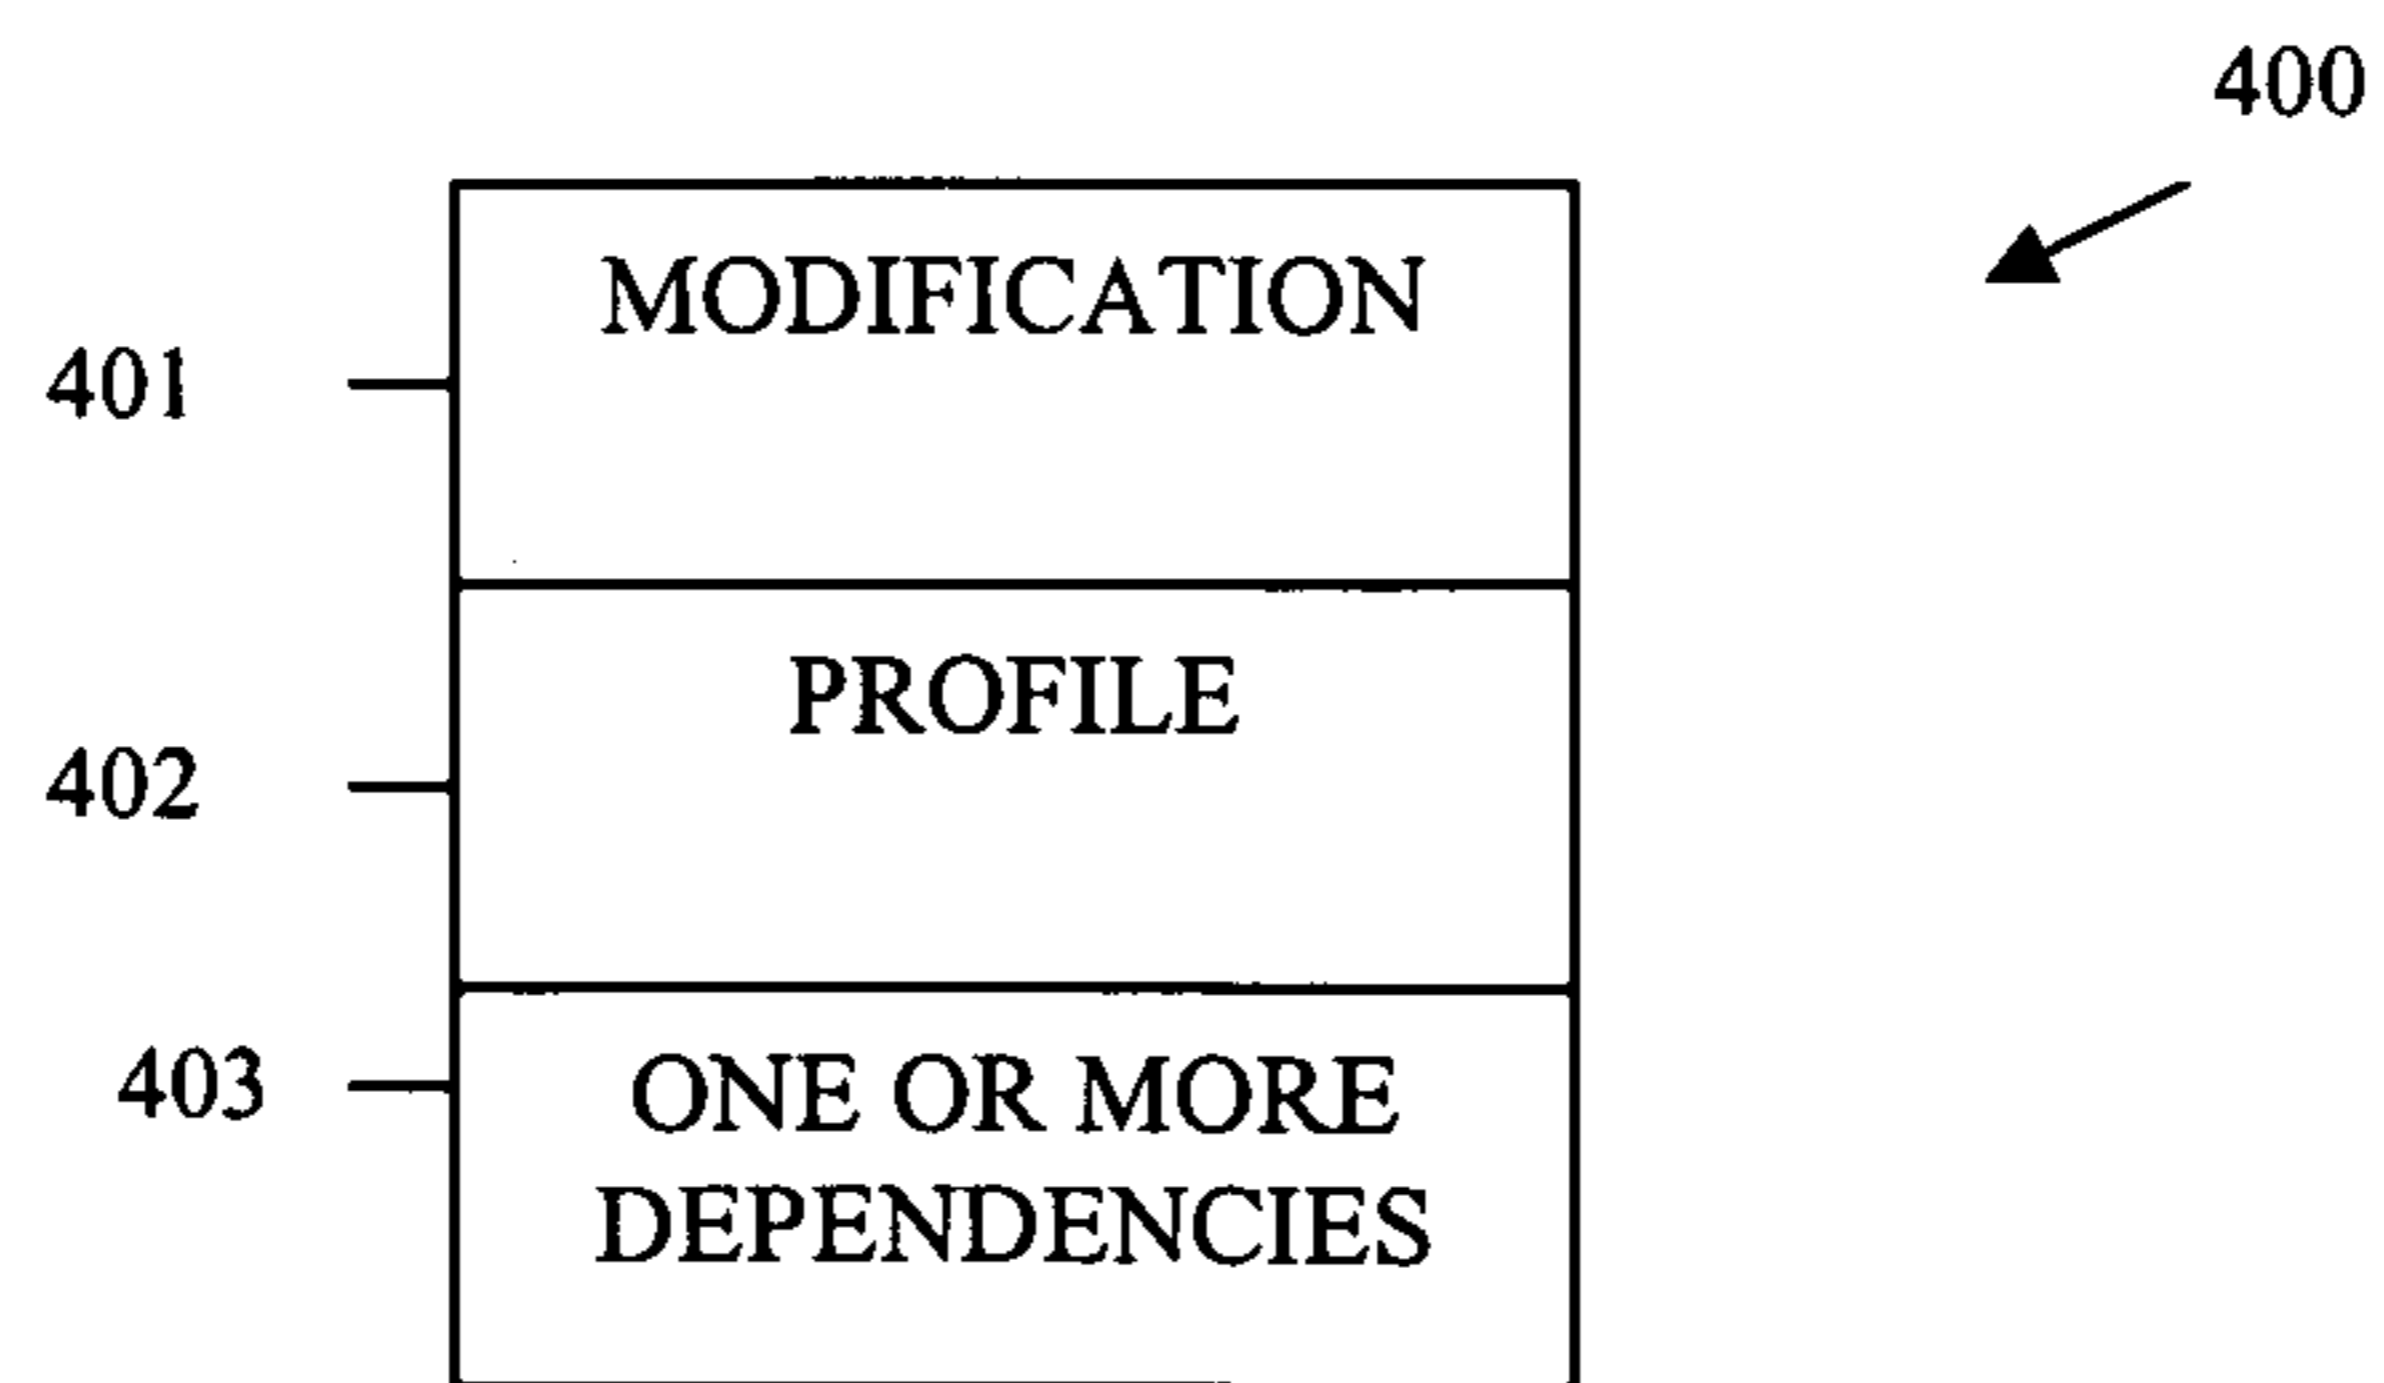 400
MODIFICATION
401
PROFILE
402
ONE OR MORE
403
DEPENDENCIES